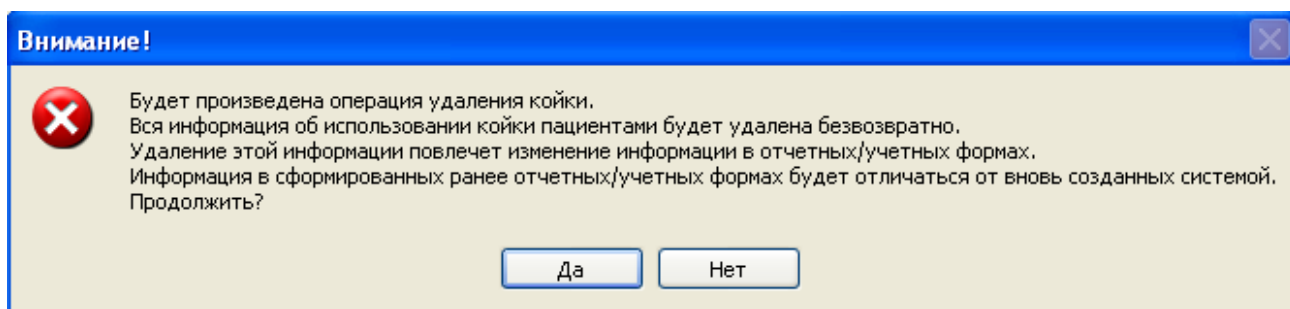 Внимание!
Будет произведена операция удаления койки.
Вся информация об использовании койки пациентами будет удалена безвозвратно.
Удаление этой информации повлечет изменение информации в отчетных/учетных формах.
Информация в сформированных ранее отчетных/учетных формах будет отличаться от вновь созданных системой.
Продолжить?
Да Нет